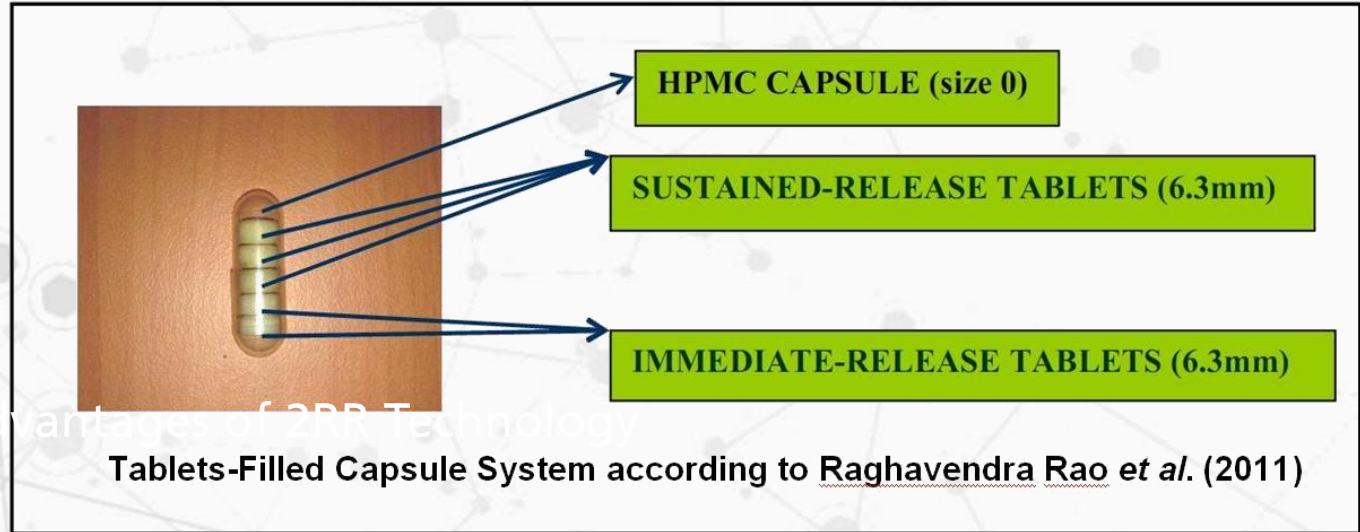 HPMC CAPSULE (size 0)
SUSTAINED-RELEASE TABLETS (6.3mm)
IMMEDIATE-RELEASE TABLETS (6.3mm)
dvantages of 2RR Technology
Tablets-Filled Capsule System according to Raghavendra Rao et al. (2011)